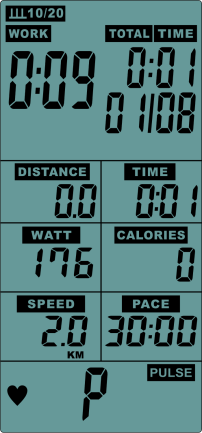 10/20
WORK TOTAL TIME
0:09 0:01
01/08
DISTANCE TIME
0.0 0:01
WATT CALORIES
176 0
SPEED PACE
2.0 30:00
KM
PULSE
P